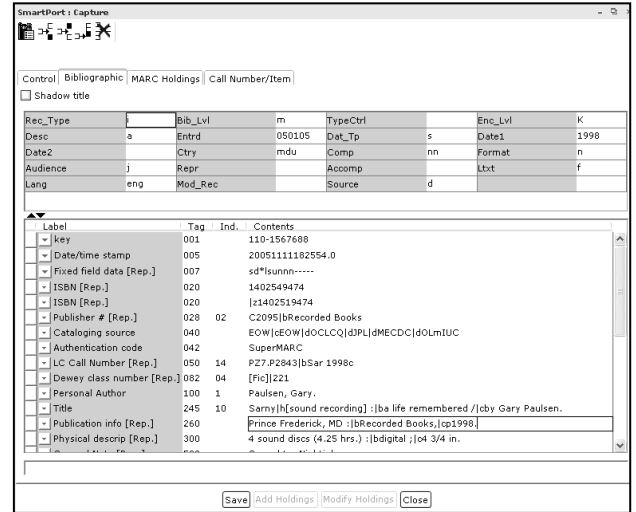 SmartPort : Capture
Control Bibliographic MARC Holdings Call Number/Item
Shadow title
Rec_Type i Bib_Lvl m TypeCtrl Enc_Lvl K
Desc a Entrd 050105 Dat_Tp s Date1 1998
Date2 Ctry mdu Comp nn Format n
Audience j Repr Accomp Ltxt f
Lang eng Mod_Rec Source d
Label Tag Ind. Contents
key 001 110-1567688
Date/time stamp 005 20051111182554.0
Fixed field data [Rep.] 007 sd*lsunnn-----
ISBN [Rep.] 020 1402549474
ISBN [Rep.] 020 |z1402519474
Publisher # [Rep.] 028 02 C2095|bRecorded Books
Cataloging source 040 EOW|cEOW|dOCLCQ|dJPL|dMECDC|dOLmIUC
Authentication code 042 SuperMARC
LC Call Number [Rep.] 050 14 PZ7.P2843|bSar 1998c
Dewey class number [Rep.] 082 04 [Fic]|221
Personal Author 100 1 Paulsen, Gary.
Title 245 10 Sarny|h[sound recording] :|ba life remembered /|cby Gary Paulsen.
Publication info [Rep.] 260 Prince Frederick, MD :|bRecorded Books,|cp1998.
Physical descrip [Rep.] 300 4 sound discs (4.25 hrs.) :|bdigital ;|c4 3/4 in.
Save Add Holdings Modify Holdings Close